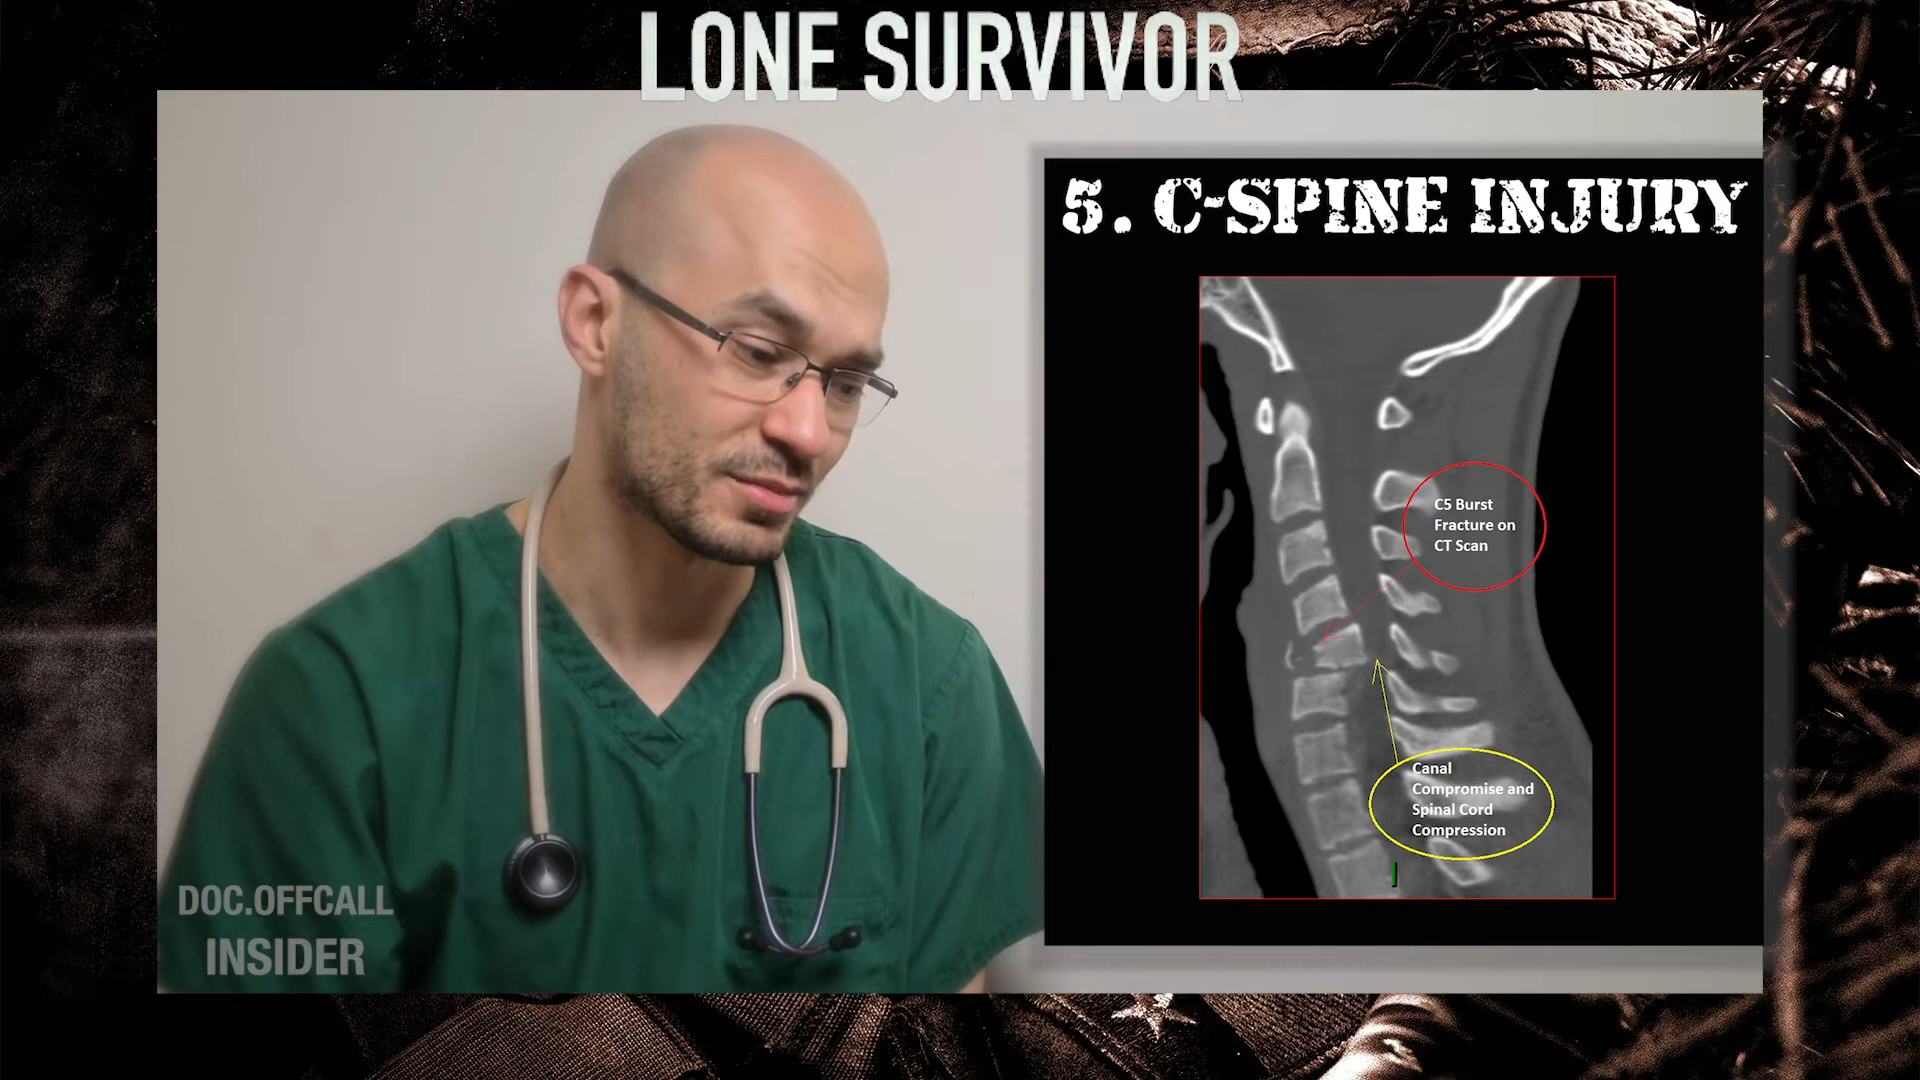 LONE SURVIVOR
5. C-SPINE INJURY
C5 Burst
Fracture on
CT Scan
Canal
Compromise and
Spinal Cord
Compression
DOC.OFFCALL
INSIDER